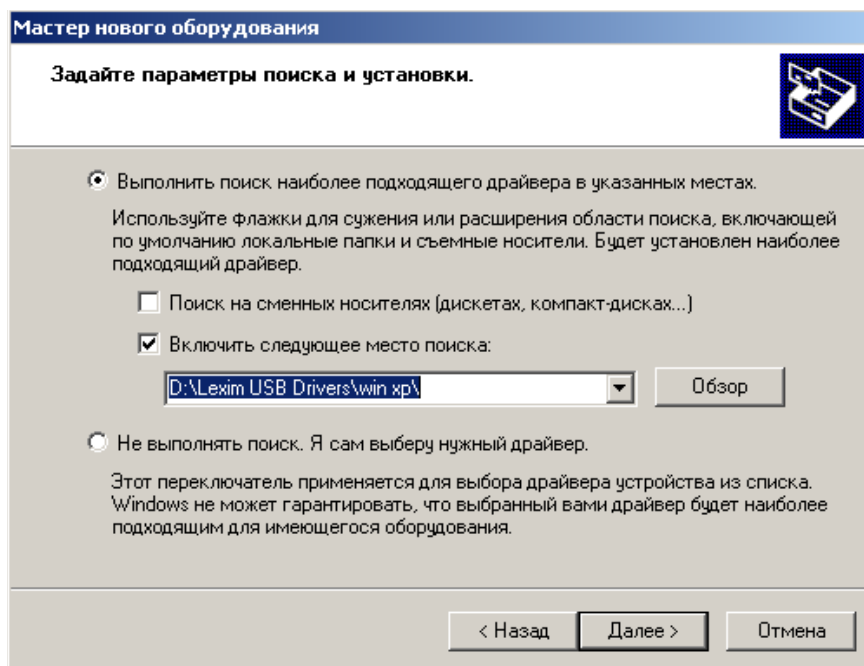 Мастер нового оборудования
Задайте параметры поиска и установки.
Выполнить поиск наиболее подходящего драйвера в указанных местах.
Используйте флажки для сужения или расширения области поиска, включающей
по умолчанию локальные папки и съемные носители. Будет установлен наиболее
подходящий драйвер.
Поиск на сменных носителях (дискетах, компакт-дисках...)
Включить следующее место поиска:
D:\Lexim USB Drivers\win xp\
Обзор
Не выполнять поиск. Я сам выберу нужный драйвер.
Этот переключатель применяется для выбора драйвера устройства из списка.
Windows не может гарантировать, что выбранный вами драйвер будет наиболее
подходящим для имеющегося оборудования.
< Назад
Далее >
Отмена